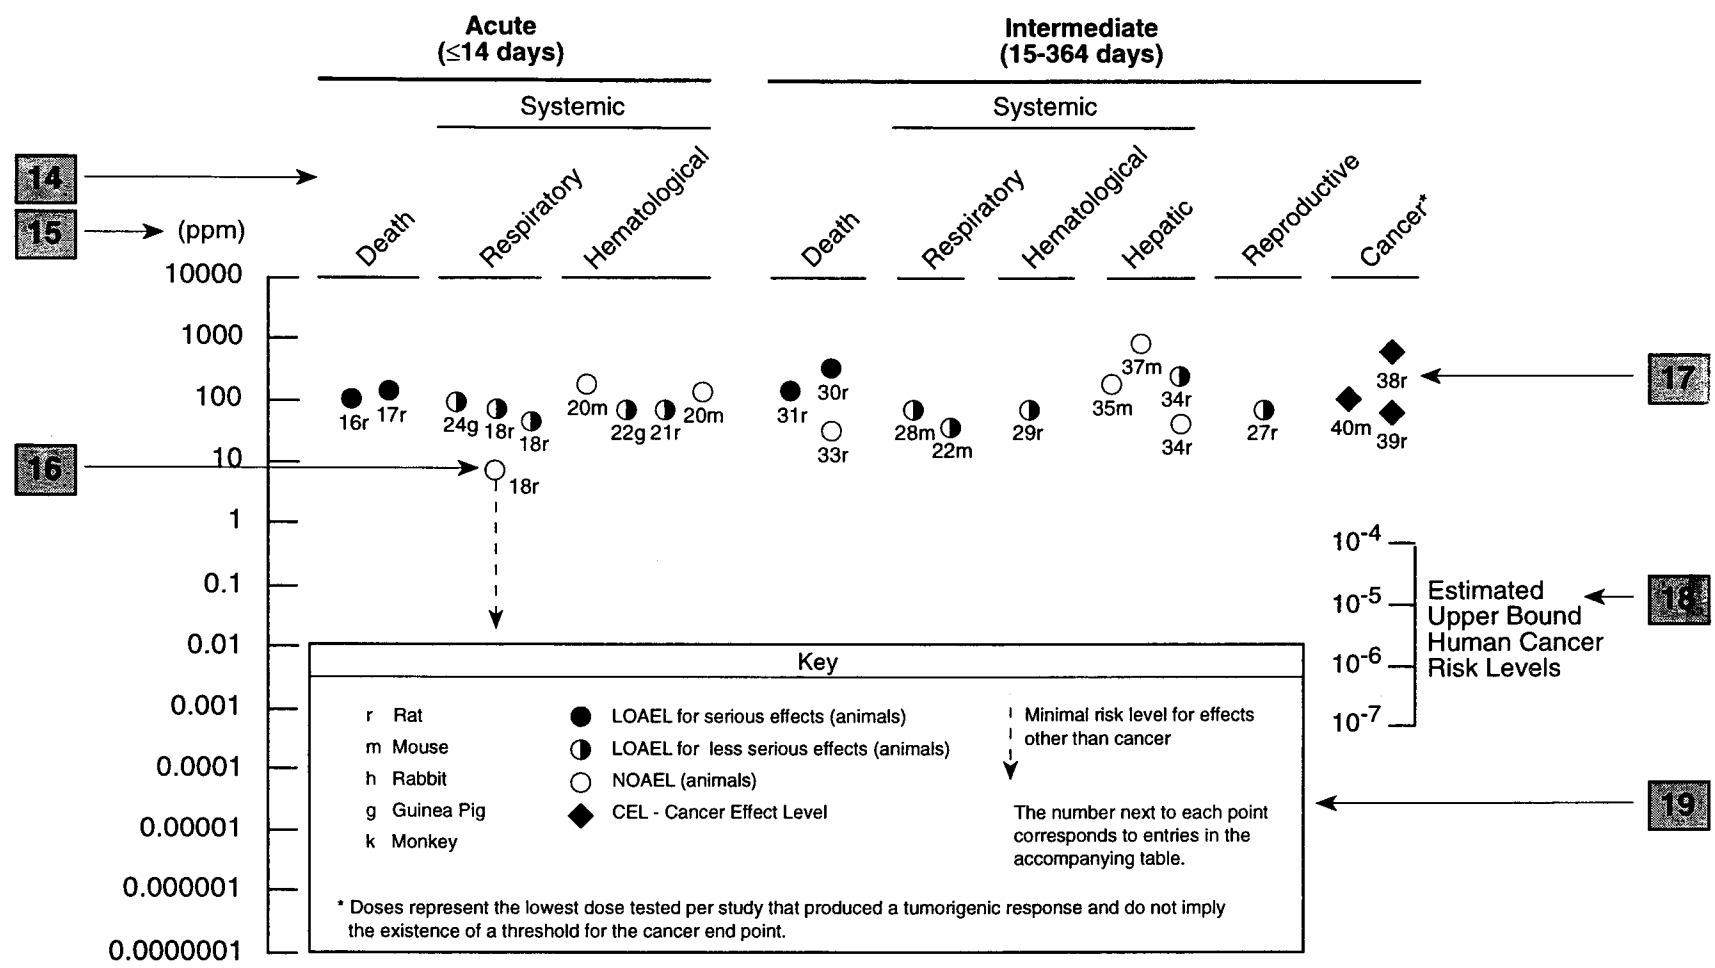 Acute
(≤14 days)
Intermediate
(15-364 days)
Systemic
Systemic
14
15
(ppm)
Death
Respiratory
Hematological
Death
Respiratory
Hematological
Hepatic
Reproductive
Cancer*
10000
1000
100
10
1
0.1
0.01
0.001
0.0001
0.00001
0.000001
0.0000001
16r
17r
24g
18r
18r
18r
20m
22g
21r
20m
31r
30r
33r
28m
22m
29r
35m
37m
34r
34r
27r
40m
38r
39r
16
17
18
19
10-4
10-5
10-6
10-7
Estimated
Upper Bound
Human Cancer
Risk Levels
Key
r Rat
m Mouse
h Rabbit
g Guinea Pig
k Monkey
LOAEL for serious effects (animals)
LOAEL for less serious effects (animals)
NOAEL (animals)
CEL - Cancer Effect Level
Minimal risk level for effects
other than cancer
The number next to each point
corresponds to entries in the
accompanying table.
* Doses represent the lowest dose tested per study that produced a tumorigenic response and do not imply
the existence of a threshold for the cancer end point.